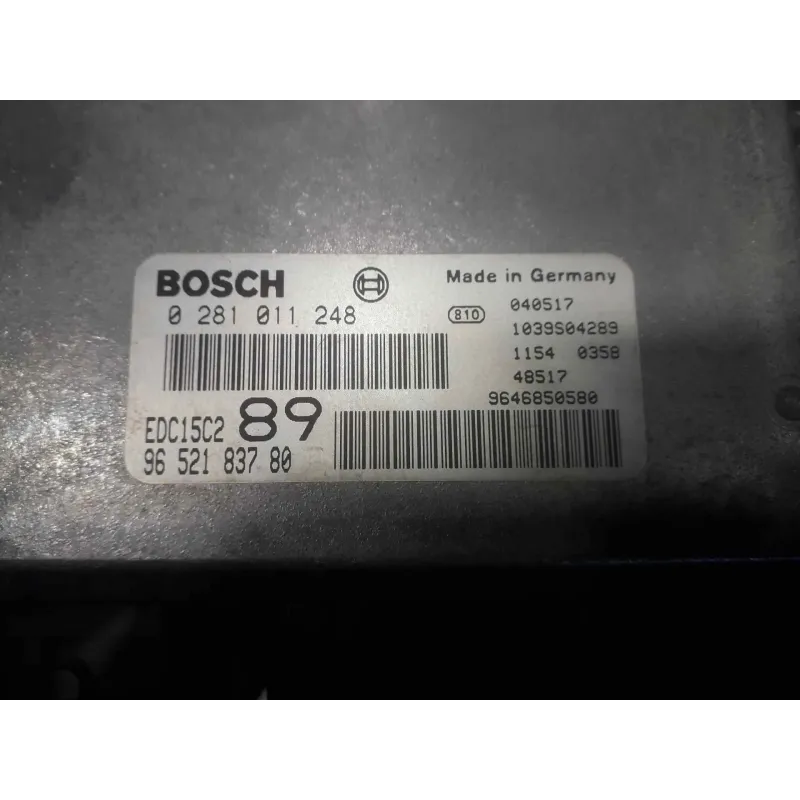 BOSCH
0 281 011 248
EDC15C2 89
96 521 837 80
Made in Germany
810
040517
1039S04289
1154 0358
48517
9646850580